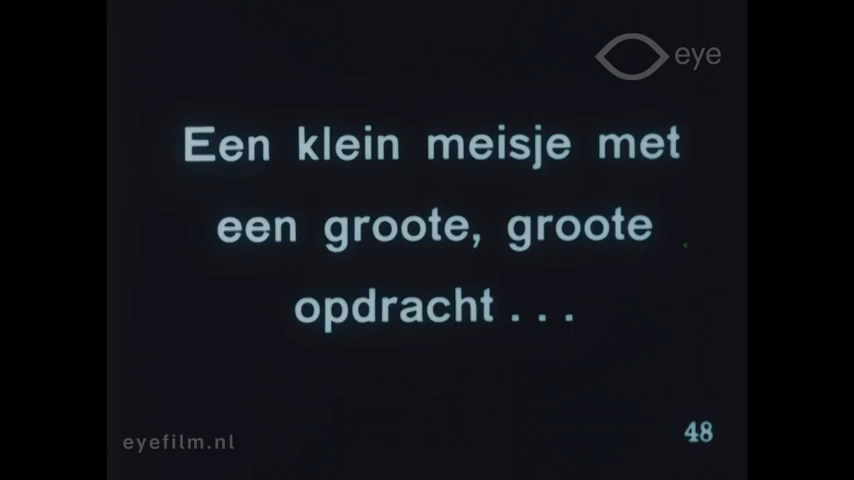 eye
Een klein meisje met
een groote, groote
opdracht . . .
48
eyefilm.nl